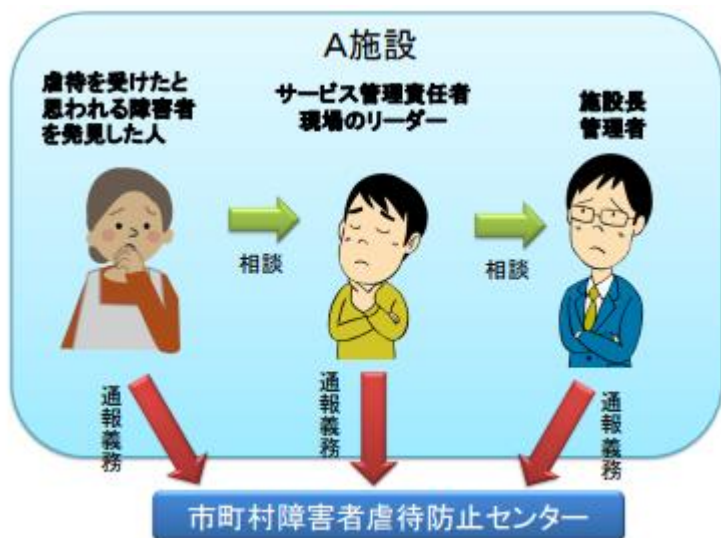 A施設
虐待を受けたと
思われる障害者
を発見した人
サービス管理責任者
現場のリーダー
施設長
管理者
相談
相談
通報義務
通報義務
通報義務
市町村障害者虐待防止センター